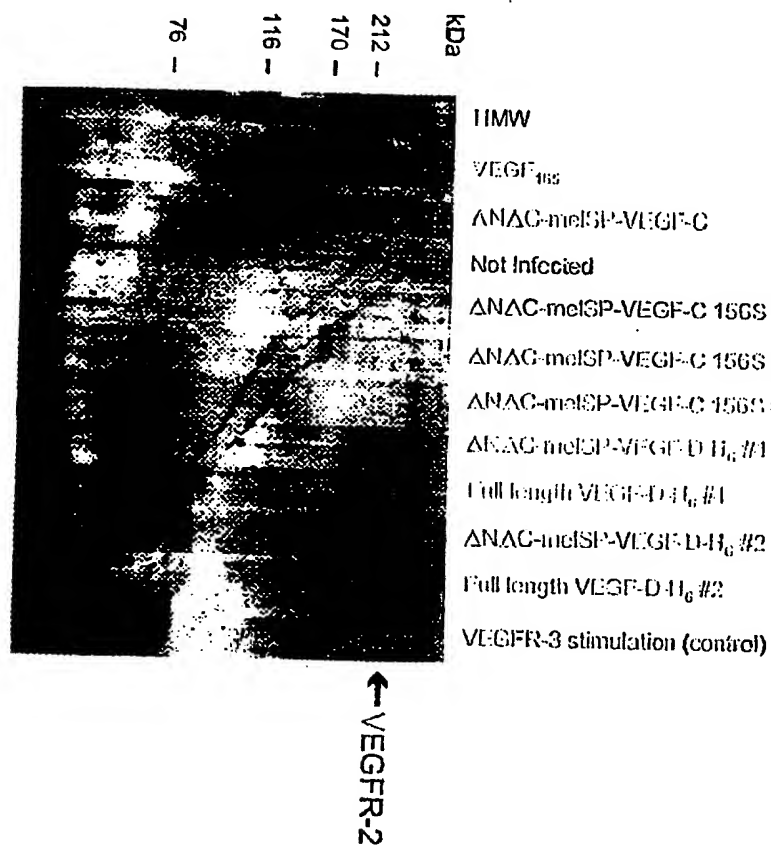 kDa
212 –
170 –
116 –
76 –
HMW
VEGF₁₆₅
ΔNΔC-melSP-VEGF-C
Not Infected
ΔNΔC-melSP-VEGF-C 156S
ΔNΔC-melSP-VEGF-C 156S
ΔNΔC-melSP-VEGF-C 156S
ΔNΔC-melSP-VEGF-D-H₆ #1
Full length VEGF-D-H₆ #1
ΔNΔC-melSP-VEGF-D-H₆ #2
Full length VEGF-D-H₆ #2
VEGFR-3 stimulation (control)
←VEGFR-2